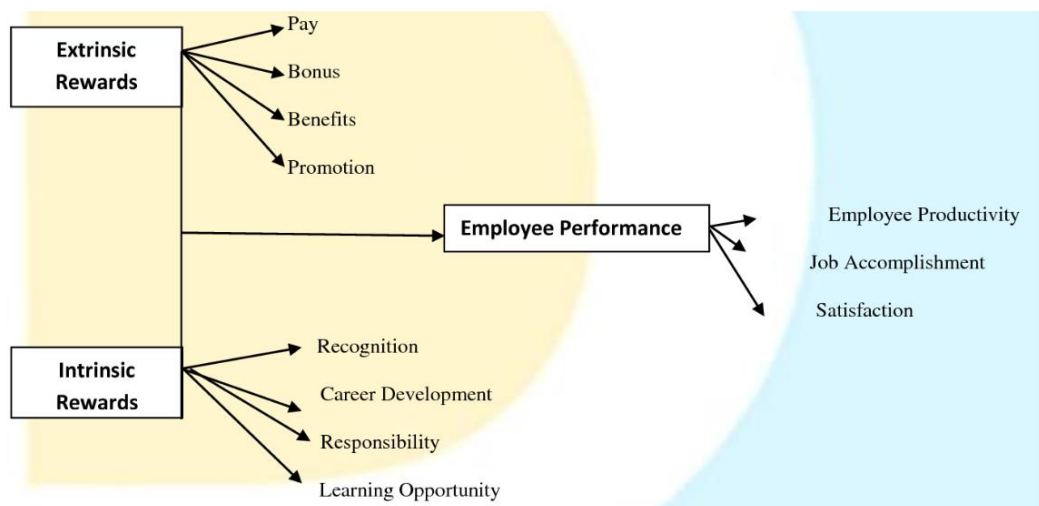 Extrinsic
Rewards
Pay
Bonus
Benefits
Promotion
Employee Performance
Employee Productivity
Job Accomplishment
Satisfaction
Intrinsic
Rewards
Recognition
Career Development
Responsibility
Learning Opportunity